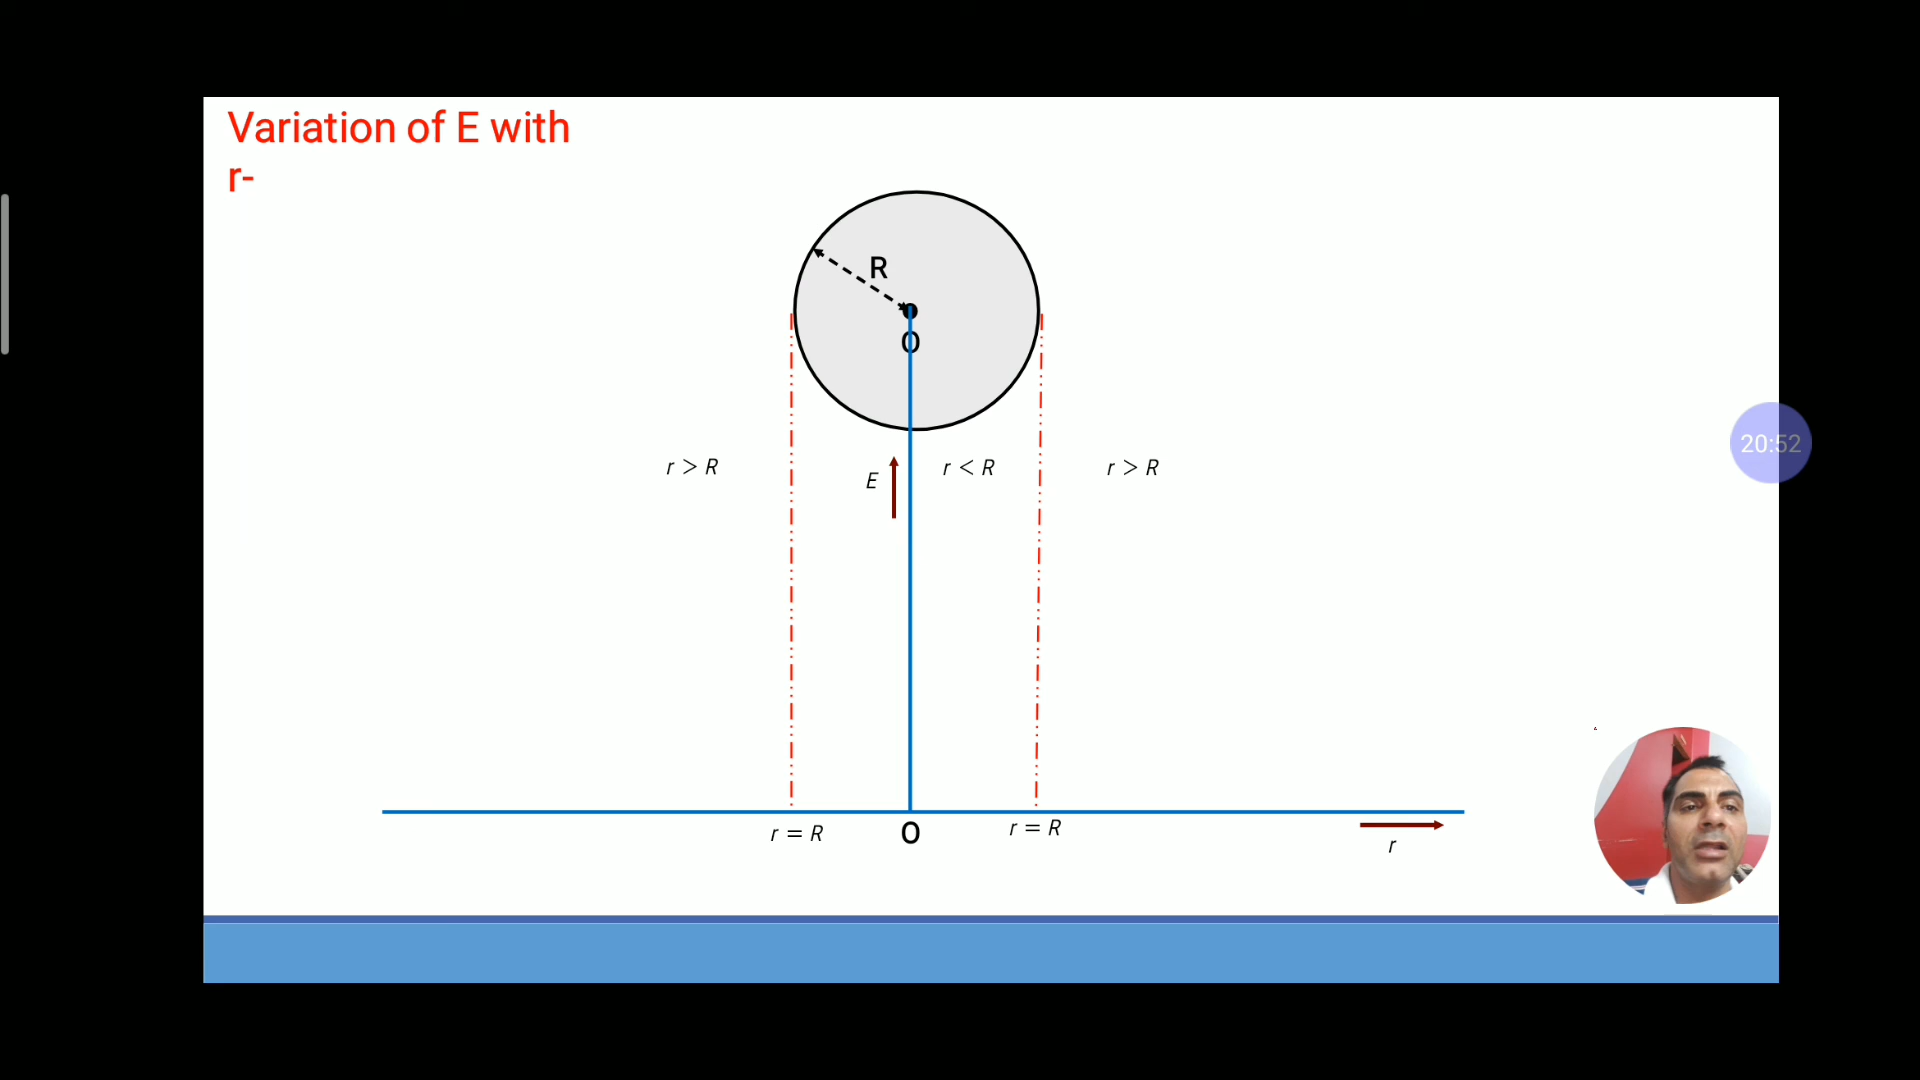 Variation of E with
r-
R
O
r > R
E
r < R
r > R
20:52
r = R
O
r = R
r